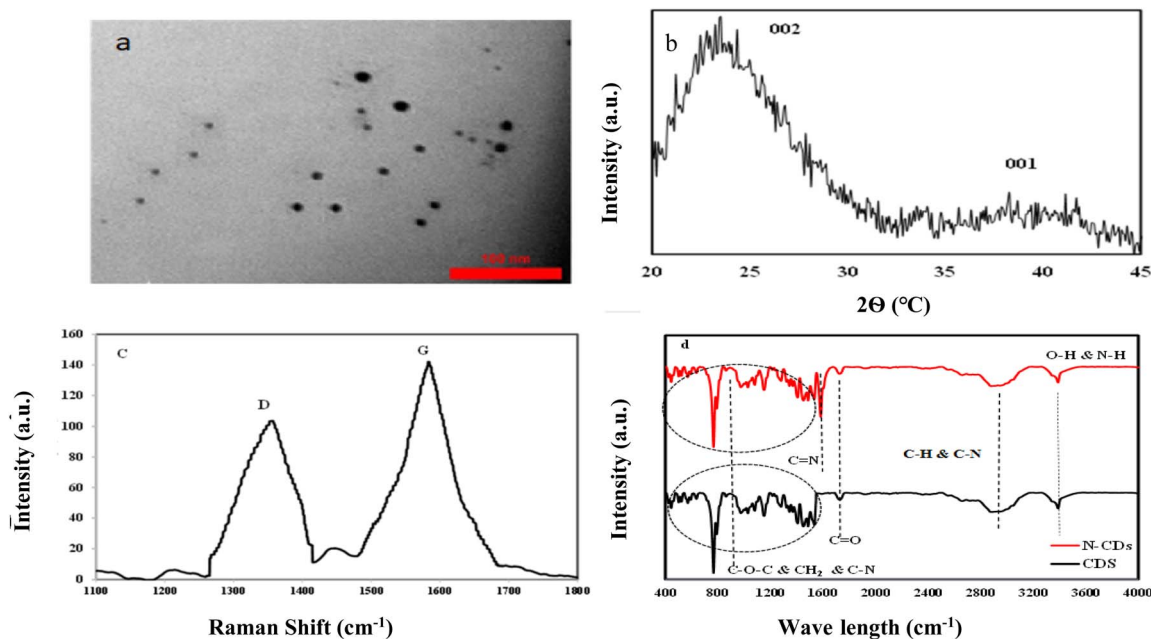 a
100 nm
b
002
001
Intensity (a.u.)
20 25 30 35 40 45
2Θ (°C)
C
D
G
Intensity (a.u.)
160
140
120
100
80
60
40
20
0
1100 1200 1300 1400 1500 1600 1700 1800
Raman Shift (cm⁻¹)
d
O-H & N-H
C=N
C-H & C-N
C=O
C-O-C & CH₂ & C-N
N-CDs
CDS
Intensity (a.u.)
400 800 1200 1600 2000 2400 2800 3200 3600 4000
Wave length (cm⁻¹)